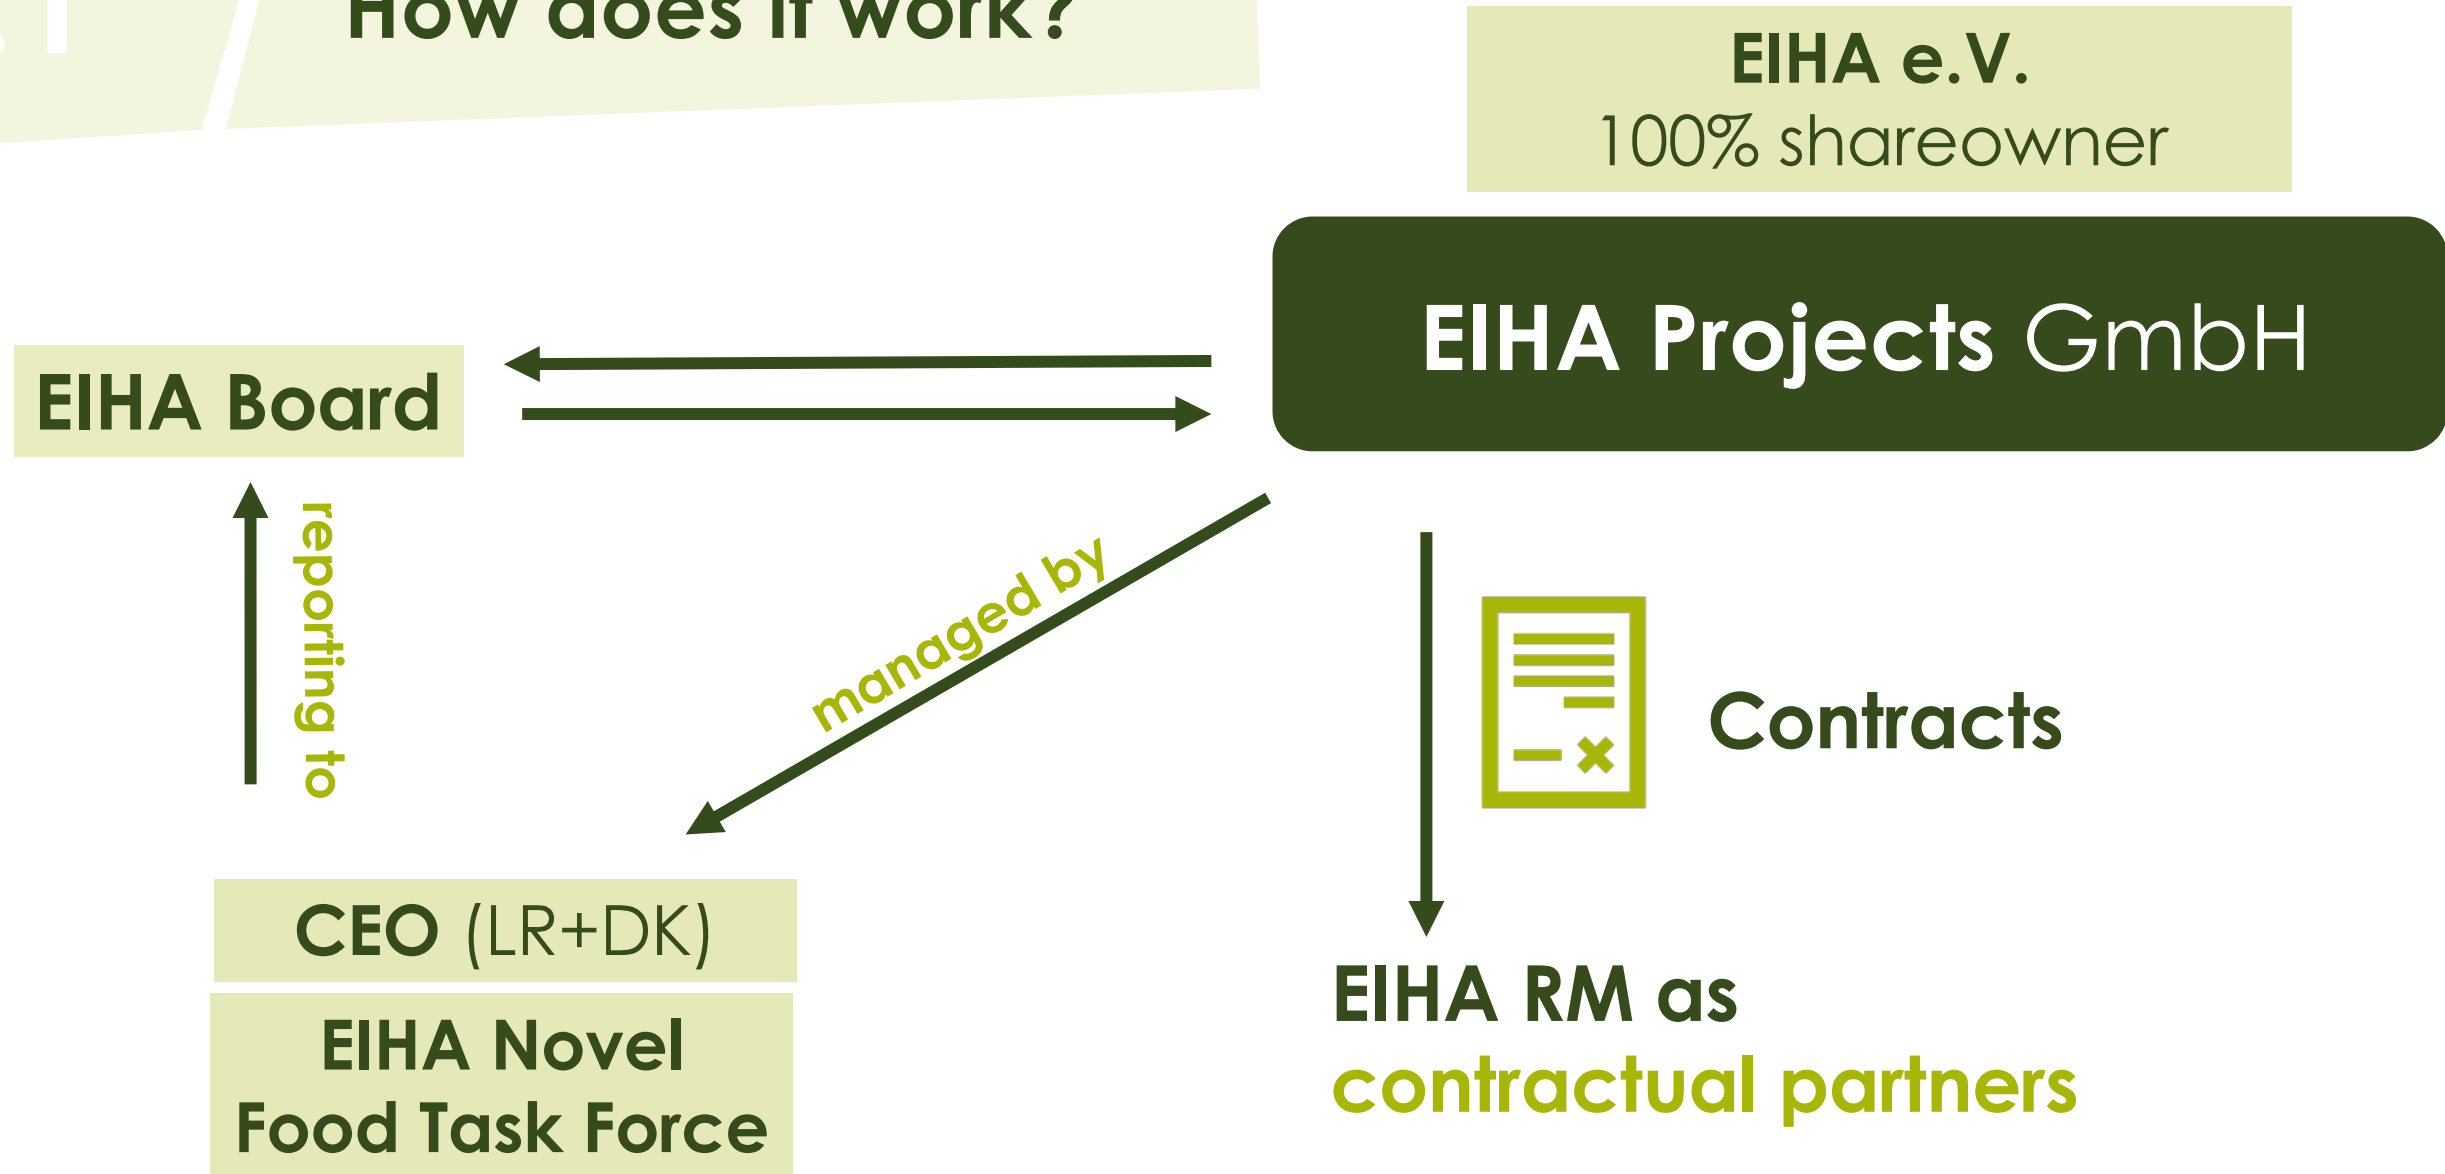 How does it work?
EIHA e.V.
100% shareowner
EIHA Projects GmbH
EIHA Board
reporting to
managed by
Contracts
CEO (LR+DK)
EIHA Novel
Food Task Force
EIHA RM as
contractual partners